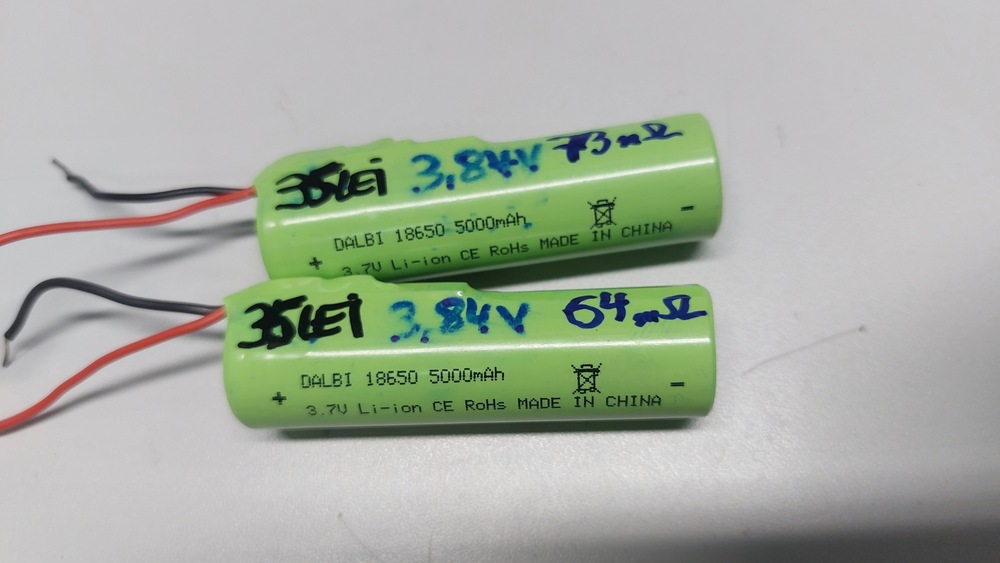 35LEI 3,84V 73mΩ
DALBI 18650 5000mAh
+ 3.7V Li-ion CE RoHs MADE IN CHINA -
35LEI 3,84V 64mΩ
DALBI 18650 5000mAh
+ 3.7V Li-ion CE RoHs MADE IN CHINA -